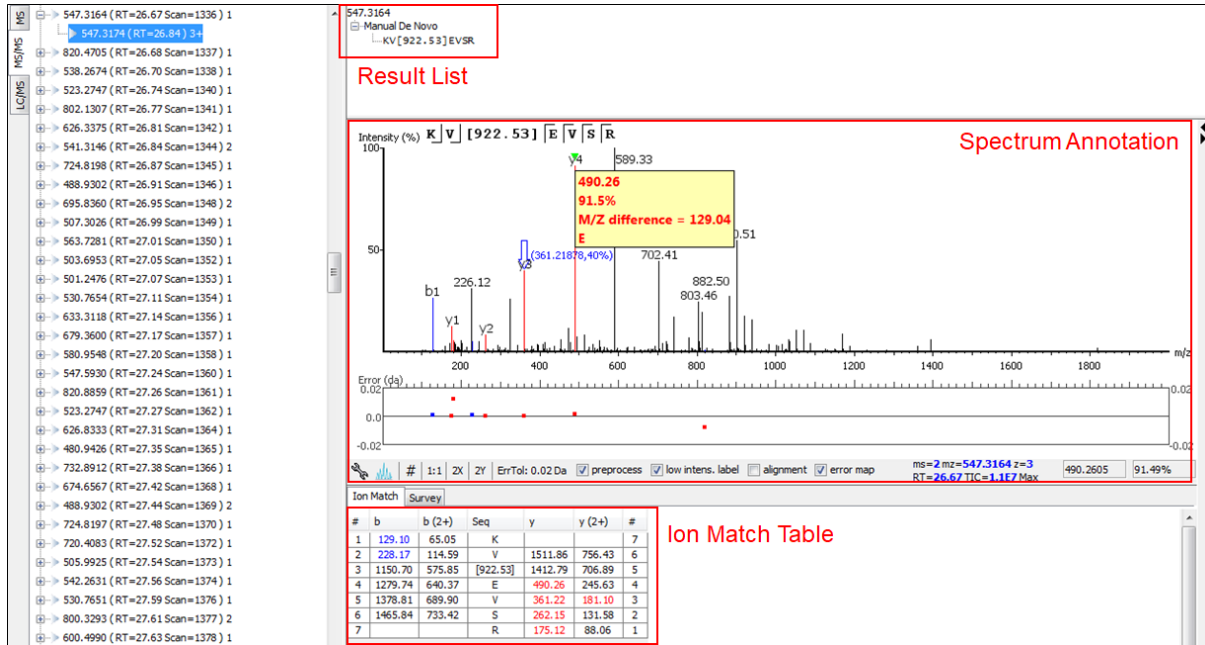 MS
MS/MS
LC/MS
547.3164 (RT=26.67 Scan=1336) 1
547.3174 (RT=26.84) 3+
820.4705 (RT=26.68 Scan=1337) 1
538.2674 (RT=26.70 Scan=1338) 1
523.2747 (RT=26.74 Scan=1340) 1
802.1307 (RT=26.77 Scan=1341) 1
626.3375 (RT=26.81 Scan=1342) 1
541.3146 (RT=26.84 Scan=1344) 2
724.8198 (RT=26.87 Scan=1345) 1
488.9302 (RT=26.91 Scan=1346) 1
695.8360 (RT=26.95 Scan=1348) 2
507.3026 (RT=26.99 Scan=1349) 1
563.7281 (RT=27.01 Scan=1350) 1
503.6953 (RT=27.05 Scan=1352) 1
501.2476 (RT=27.07 Scan=1353) 1
530.7654 (RT=27.11 Scan=1354) 1
633.3118 (RT=27.14 Scan=1356) 1
679.3600 (RT=27.17 Scan=1357) 1
580.9548 (RT=27.20 Scan=1358) 1
547.5930 (RT=27.24 Scan=1360) 1
820.8859 (RT=27.26 Scan=1361) 1
523.2747 (RT=27.27 Scan=1362) 1
626.8333 (RT=27.31 Scan=1364) 1
480.9426 (RT=27.35 Scan=1365) 1
732.8912 (RT=27.38 Scan=1366) 1
674.6567 (RT=27.42 Scan=1368) 1
488.9302 (RT=27.44 Scan=1369) 2
724.8197 (RT=27.48 Scan=1370) 1
720.4083 (RT=27.52 Scan=1372) 1
505.9925 (RT=27.54 Scan=1373) 1
542.2631 (RT=27.56 Scan=1374) 1
530.7651 (RT=27.59 Scan=1376) 1
800.3293 (RT=27.61 Scan=1377) 2
600.4990 (RT=27.63 Scan=1378) 1
547.3164
Manual De Novo
KV[922.53]EVSR
Result List
Intensity (%) K V [922.53] E V S R
Spectrum Annotation
100
50
y4 589.33
490.26
91.5%
M/Z difference = 129.04
E
0.51
(361.21878,40%)
y3
702.41
b1
226.12
882.50
803.46
y1
y2
200 400 600 800 1000 1200 1400 1600 1800 m/z
Error (da)
0.02 0.02
0.0
-0.02 -0.02
# 1:1 2X 2Y ErrTol: 0.02 Da preprocess low intens. label alignment error map
ms=2 mz=547.3164 z=3
RT=26.67 TIC=1.1E7 Max
490.2605 91.49%
Ion Match Survey
# b b (2+) Seq y y (2+) #
1 129.10 65.05 K 7
2 228.17 114.59 V 1511.86 756.43 6
3 1150.70 575.85 [922.53] 1412.79 706.89 5
4 1279.74 640.37 E 490.26 245.63 4
5 1378.81 689.90 V 361.22 181.10 3
6 1465.84 733.42 S 262.15 131.58 2
7 R 175.12 88.06 1
Ion Match Table